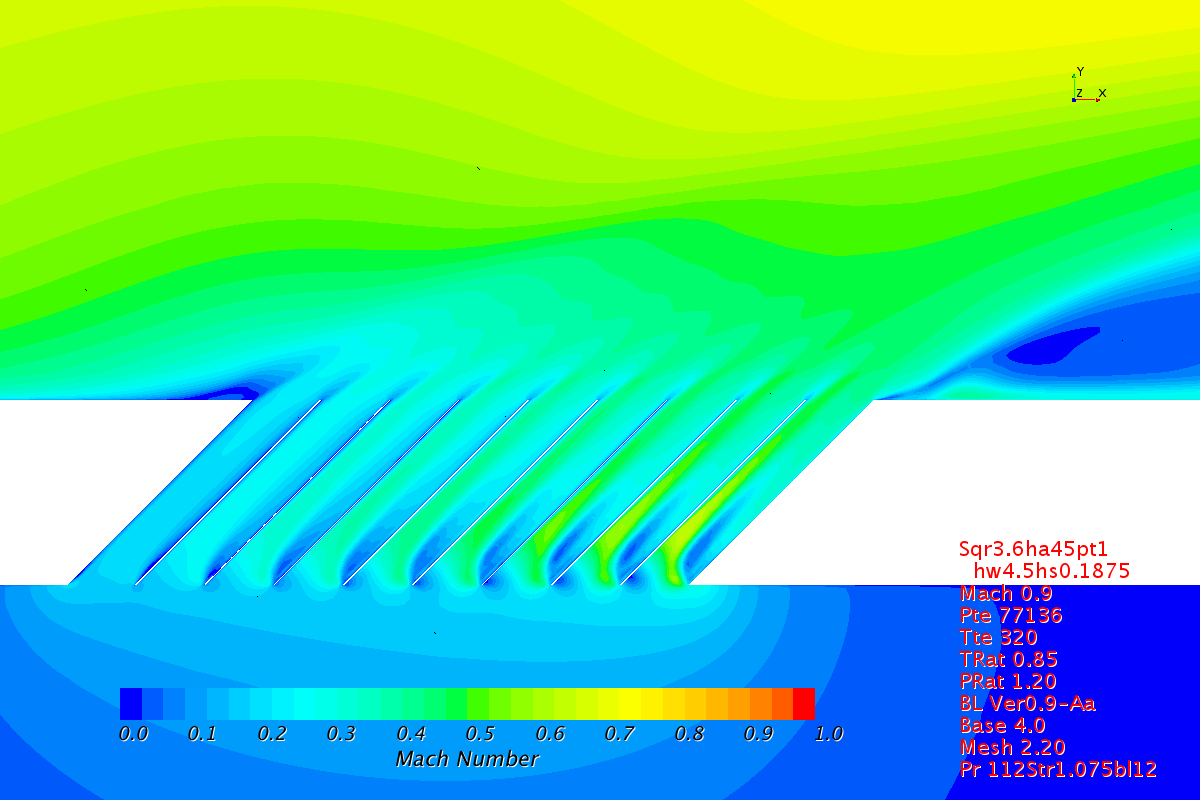 Y
Z X
Sqr3.6ha45pt1
hw4.5hs0.1875
Mach 0.9
Pte 77136
Tte 320
TRat 0.85
PRat 1.20
BL Ver0.9-Aa
Base 4.0
Mesh 2.20
Pr 112Str1.075bl12
0.0 0.1 0.2 0.3 0.4 0.5 0.6 0.7 0.8 0.9 1.0
Mach Number